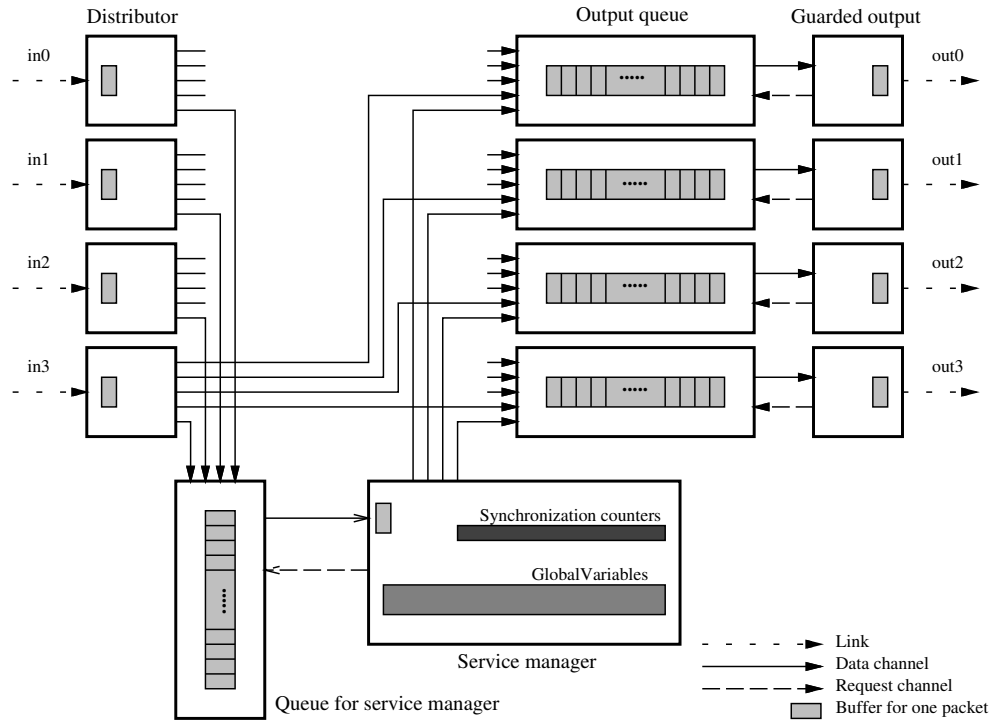 Distributor
Output queue
Guarded output
in0
out0
in1
out1
in2
out2
in3
out3
Synchronization counters
GlobalVariables
Service manager
Queue for service manager
Link
Data channel
Request channel
Buffer for one packet